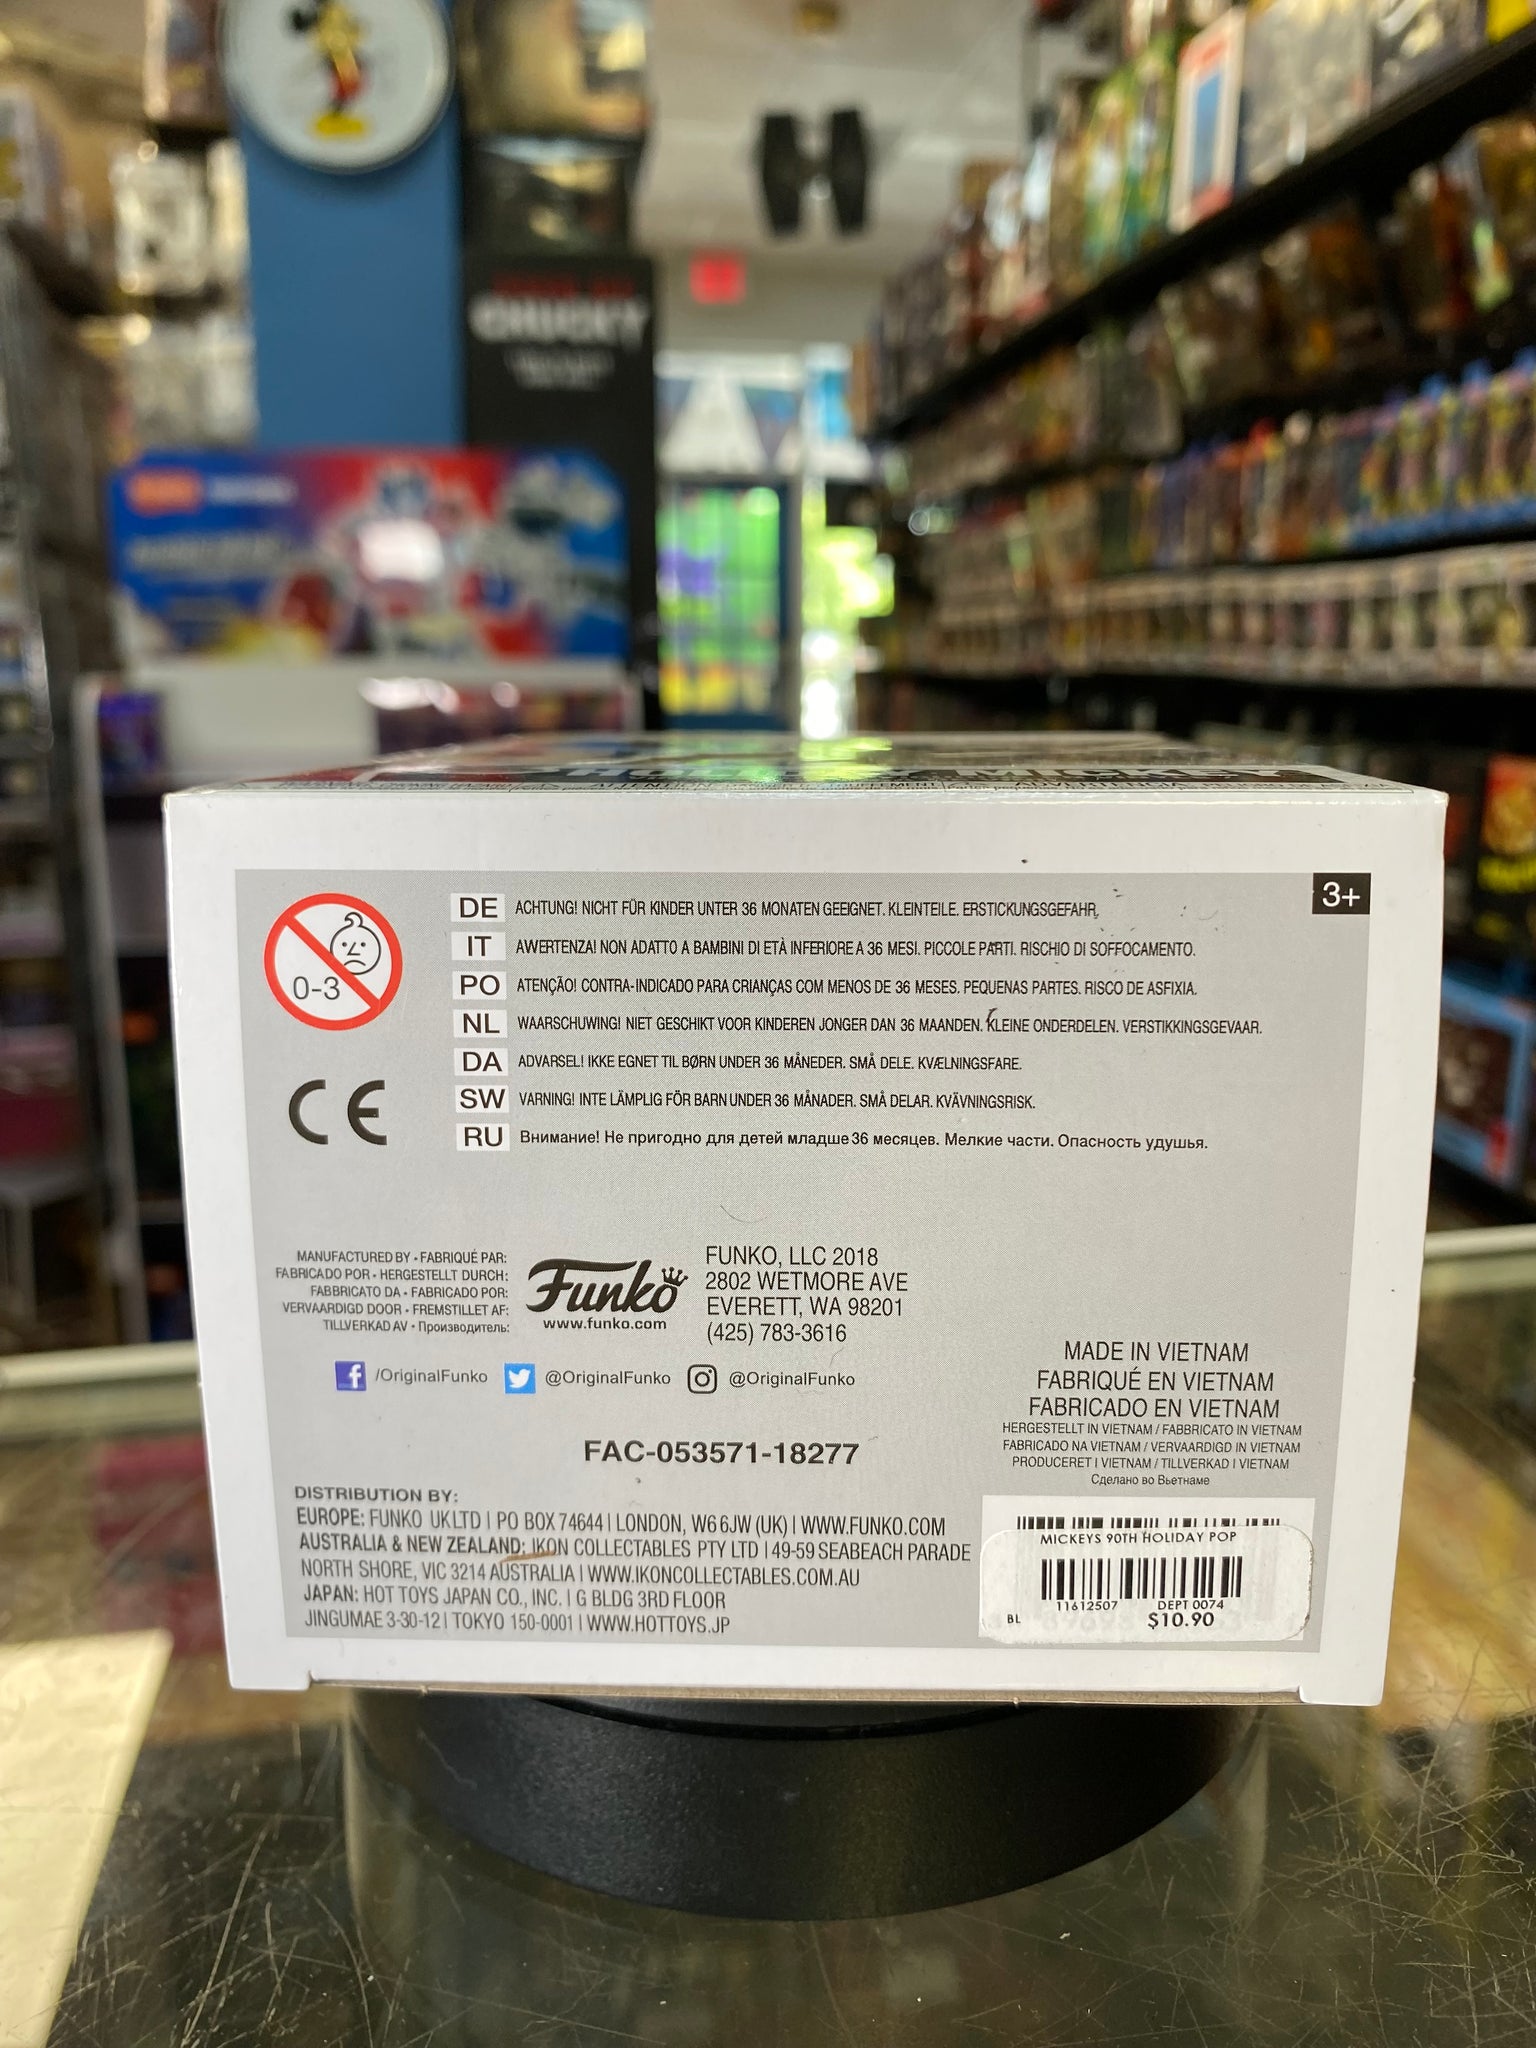 CHUCKY
HOLIDAY MICKEY
3+
0-3
DE ACHTUNG! NICHT FÜR KINDER UNTER 36 MONATEN GEEIGNET. KLEINTEILE. ERSTICKUNGSGEFAHR.
IT AWERTENZA! NON ADATTO A BAMBINI DI ETÀ INFERIORE A 36 MESI. PICCOLE PARTI. RISCHIO DI SOFFOCAMENTO.
PO ATENÇÃO! CONTRA-INDICADO PARA CRIANÇAS COM MENOS DE 36 MESES. PEQUENAS PARTES. RISCO DE ASFIXIA.
NL WAARSCHUWING! NIET GESCHIKT VOOR KINDEREN JONGER DAN 36 MAANDEN. KLEINE ONDERDELEN. VERSTIKKINGSGEVAAR.
DA ADVARSEL! IKKE EGNET TIL BØRN UNDER 36 MÅNEDER. SMÅ DELE. KVÆLNINGSFARE.
SW VARNING! INTE LÄMPLIG FÖR BARN UNDER 36 MÅNADER. SMÅ DELAR. KVÄVNINGSRISK.
RU Внимание! Не пригодно для детей младше 36 месяцев. Мелкие части. Опасность удушья.
CE
MANUFACTURED BY • FABRIQUÉ PAR:
FABRICADO POR • HERGESTELLT DURCH:
FABBRICATO DA • FABRICADO POR:
VERVAARDIGD DOOR • FREMSTILLET AF:
TILLVERKAD AV • Производитель:
Funko
www.funko.com
FUNKO, LLC 2018
2802 WETMORE AVE
EVERETT, WA 98201
(425) 783-3616
/OriginalFunko @OriginalFunko @OriginalFunko
FAC-053571-18277
MADE IN VIETNAM
FABRIQUÉ EN VIETNAM
FABRICADO EN VIETNAM
HERGESTELLT IN VIETNAM / FABBRICATO IN VIETNAM
FABRICADO NA VIETNAM / VERVAARDIGD IN VIETNAM
PRODUCERET I VIETNAM / TILLVERKAD I VIETNAM
Сделано во Вьетнаме
DISTRIBUTION BY:
EUROPE: FUNKO UK LTD | PO BOX 74644 | LONDON, W6 6JW (UK) | WWW.FUNKO.COM
AUSTRALIA & NEW ZEALAND: IKON COLLECTABLES PTY LTD | 49-59 SEABEACH PARADE
NORTH SHORE, VIC 3214 AUSTRALIA | WWW.IKONCOLLECTABLES.COM.AU
JAPAN: HOT TOYS JAPAN CO., INC. | G BLDG 3RD FLOOR
JINGUMAE 3-30-12 | TOKYO 150-0001 | WWW.HOTTOYS.JP
MICKEYS 90TH HOLIDAY POP
11612507 DEPT 0074
BL $10.90